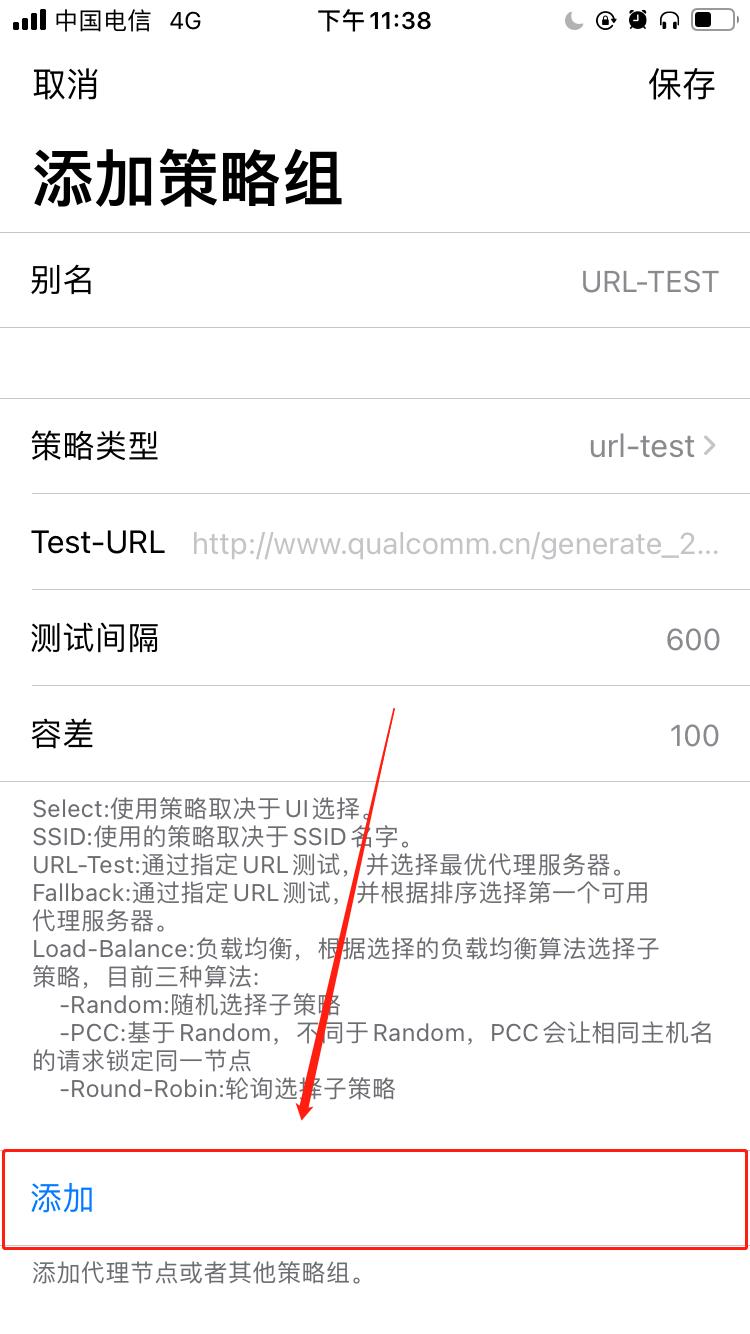 中国电信 4G 下午11:38
取消 保存
添加策略组
别名 URL-TEST
策略类型 url-test
Test-URL http://www.qualcomm.cn/generate_2...
测试间隔 600
容差 100
Select:使用策略取决于UI选择。
SSID:使用的策略取决于SSID名字。
URL-Test:通过指定URL测试，并选择最优代理服务器。
Fallback:通过指定URL测试，并根据排序选择第一个可用
代理服务器。
Load-Balance:负载均衡，根据选择的负载均衡算法选择子
策略，目前三种算法:
-Random:随机选择子策略
-PCC:基于Random，不同于Random，PCC会让相同主机名
的请求锁定同一节点
-Round-Robin:轮询选择子策略
添加
添加代理节点或者其他策略组。